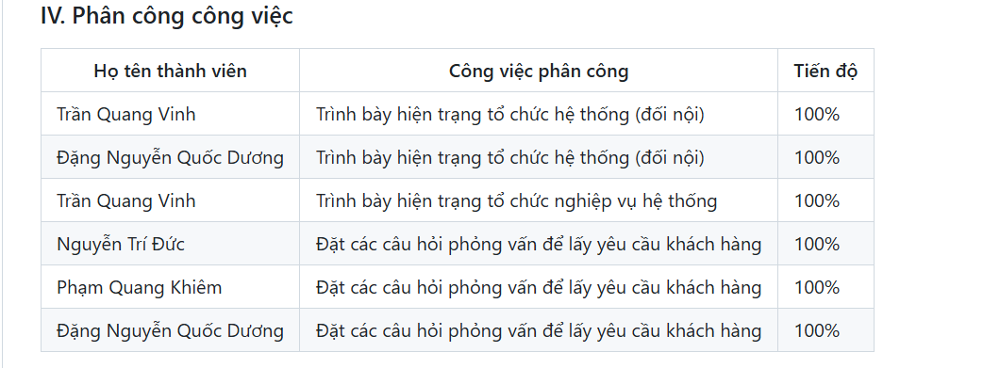 IV. Phân công công việc
Họ tên thành viên Công việc phân công Tiến độ
Trần Quang Vinh Trình bày hiện trạng tổ chức hệ thống (đối nội) 100%
Đặng Nguyễn Quốc Dương Trình bày hiện trạng tổ chức hệ thống (đối nội) 100%
Trần Quang Vinh Trình bày hiện trạng tổ chức nghiệp vụ hệ thống 100%
Nguyễn Trí Đức Đặt các câu hỏi phỏng vấn để lấy yêu cầu khách hàng 100%
Phạm Quang Khiêm Đặt các câu hỏi phỏng vấn để lấy yêu cầu khách hàng 100%
Đặng Nguyễn Quốc Dương Đặt các câu hỏi phỏng vấn để lấy yêu cầu khách hàng 100%